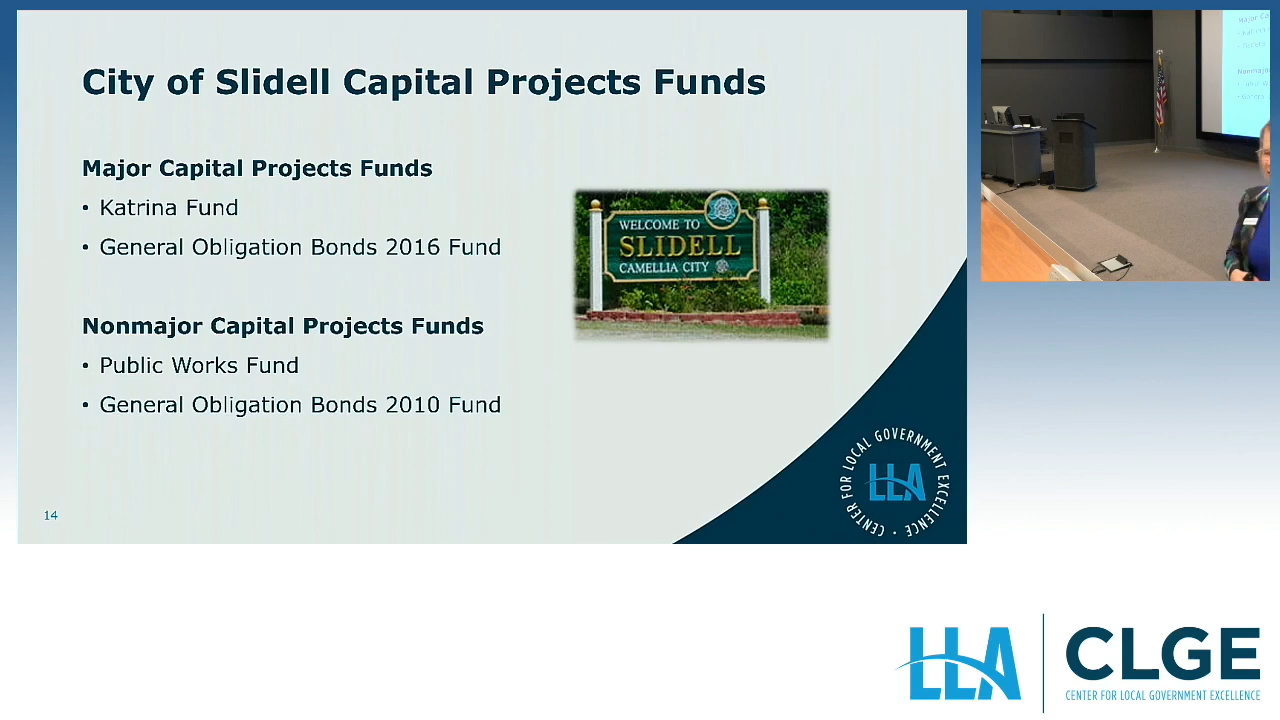 City of Slidell Capital Projects Funds
Major Capital Projects Funds
• Katrina Fund
• General Obligation Bonds 2016 Fund
Nonmajor Capital Projects Funds
• Public Works Fund
• General Obligation Bonds 2010 Fund
WELCOME TO
SLIDELL
CAMELLIA CITY
14
CENTER FOR LOCAL GOVERNMENT EXCELLENCE
LLA
LLA
CLGE
CENTER FOR LOCAL GOVERNMENT EXCELLENCE